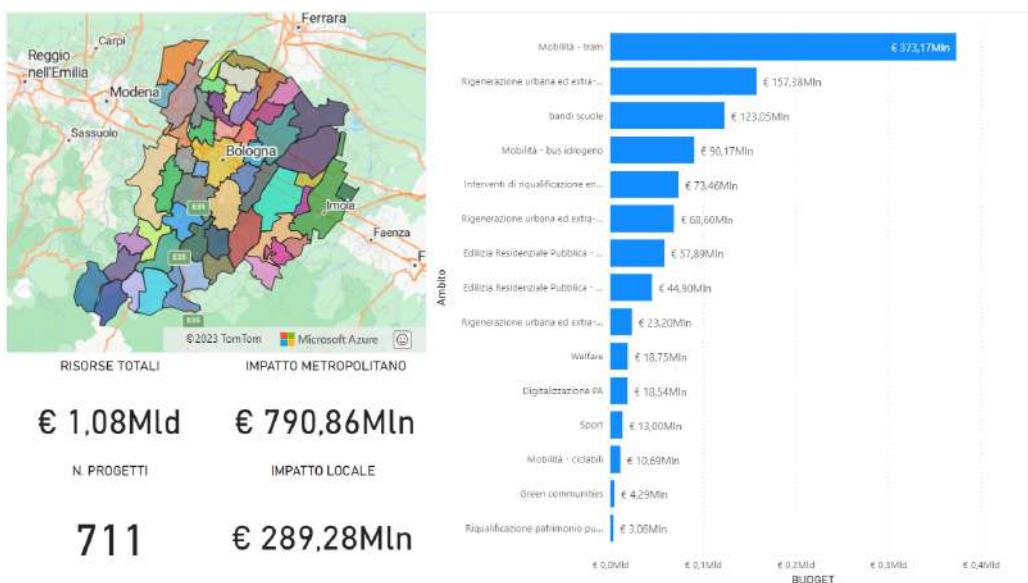 Ferrara
Carpi
Reggio
nell'Emilia
Modena
Sassuolo
Bologna
Imola
Faenza
F
E35
E35
E35
©2023 TomTom Microsoft Azure
RISORSE TOTALI
IMPATTO METROPOLITANO
€ 1,08Mld
€ 790,86Mln
N. PROGETTI
IMPATTO LOCALE
711
€ 289,28Mln
Ambito
Mobilità - tram € 373,17Mln
Rigenerazione urbana ed extra-... € 157,38Mln
bandi scuole € 123,05Mln
Mobilità - bus idrogeno € 90,17Mln
Interventi di riqualificazione en... € 73,46Mln
Rigenerazione urbana ed extra-... € 68,60Mln
Edilizia Residenziale Pubblica - ... € 57,89Mln
Edilizia Residenziale Pubblica - ... € 44,90Mln
Rigenerazione urbana ed extra-... € 23,20Mln
Welfare € 18,75Mln
Digitalizzazione PA € 18,54Mln
Sport € 13,00Mln
Mobilità - ciclabili € 10,69Mln
Green communities € 4,29Mln
Riqualificazione patrimonio pu... € 3,06Mln
€ 0,0Mld € 0,1Mld € 0,2Mld € 0,3Mld € 0,4Mld
BUDGET